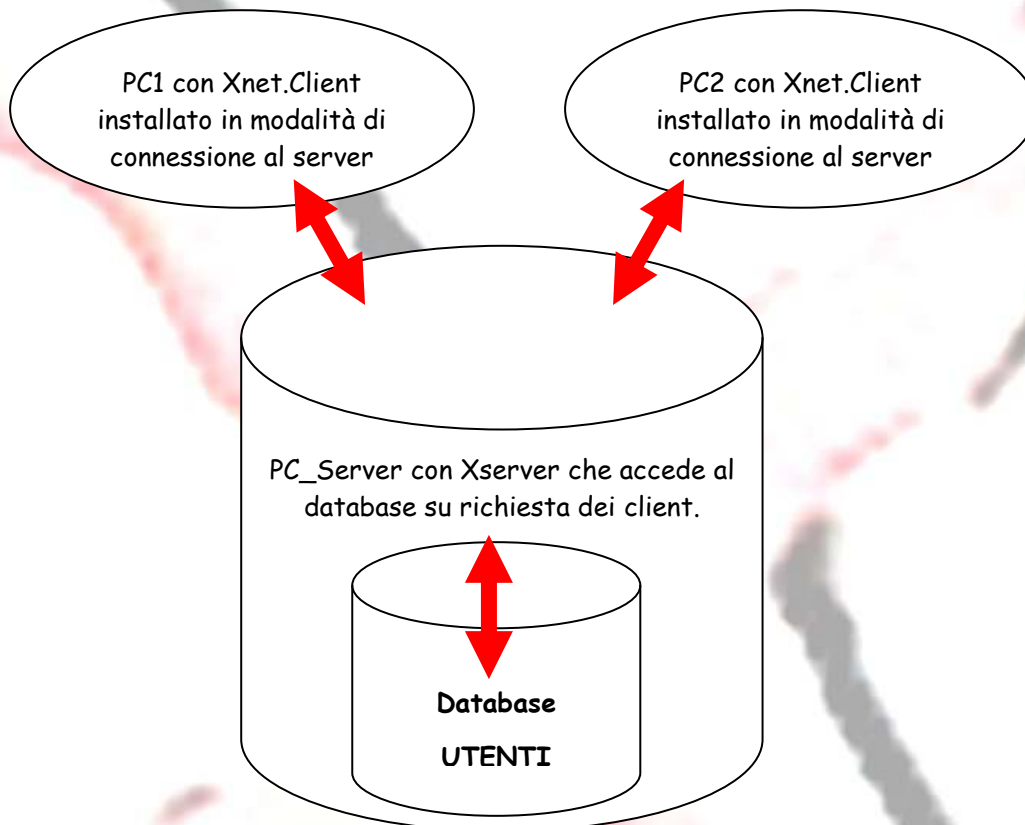 PC1 con Xnet.Client
installato in modalità di
connessione al server
PC2 con Xnet.Client
installato in modalità di
connessione al server
PC_Server con Xserver che accede al
database su richiesta dei client.
Database
UTENTI